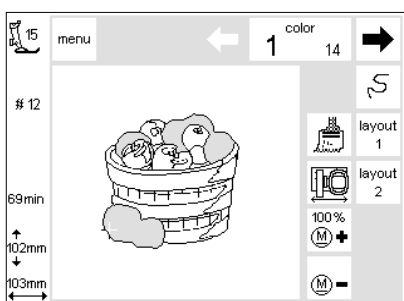 15
menu
color
1
14
# 12
layout
1
layout
2
69min
100%
M +
102mm
M -
103mm